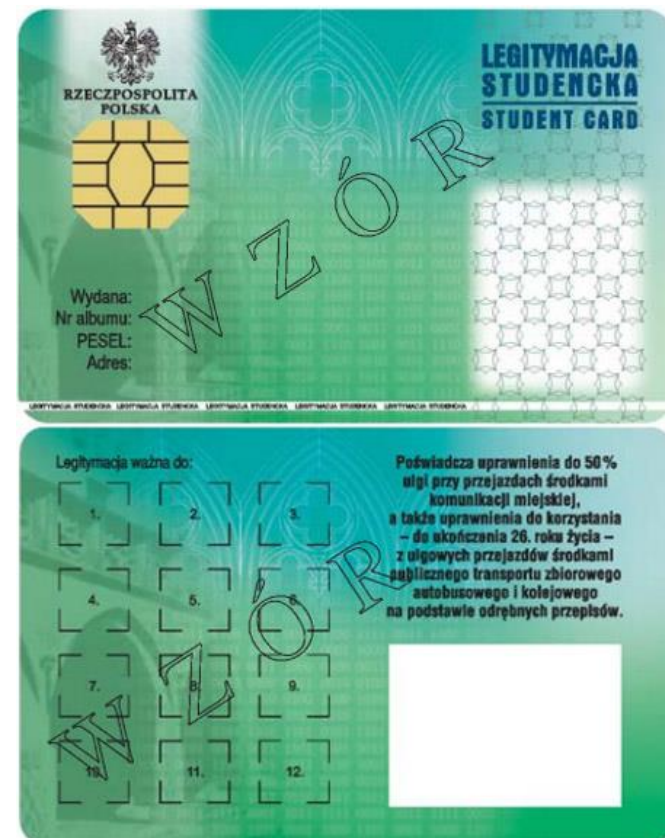 RZECZPOSPOLITA
POLSKA
LEGITYMACJA
STUDENCKA
STUDENT CARD
WZÓR
Wydana:
Nr albumu:
PESEL:
Adres:
LEGITYMACJA STUDENCKA LEGITYMACJA STUDENCKA LEGITYMACJA STUDENCKA LEGITYMACJA STUDENCKA LEGITYMACJA STUDENCKA
Legitymacja ważna do:
1. 2. 3.
4. 5. 6.
7. 8. 9.
10. 11. 12.
Poświadcza uprawnienia do 50%
ulgi przy przejazdach środkami
komunikacji miejskiej,
a także uprawnienia do korzystania
– do ukończenia 26. roku życia –
z ulgowych przejazdów środkami
publicznego transportu zbiorowego
autobusowego i kolejowego
na podstawie odrębnych przepisów.
WZÓR